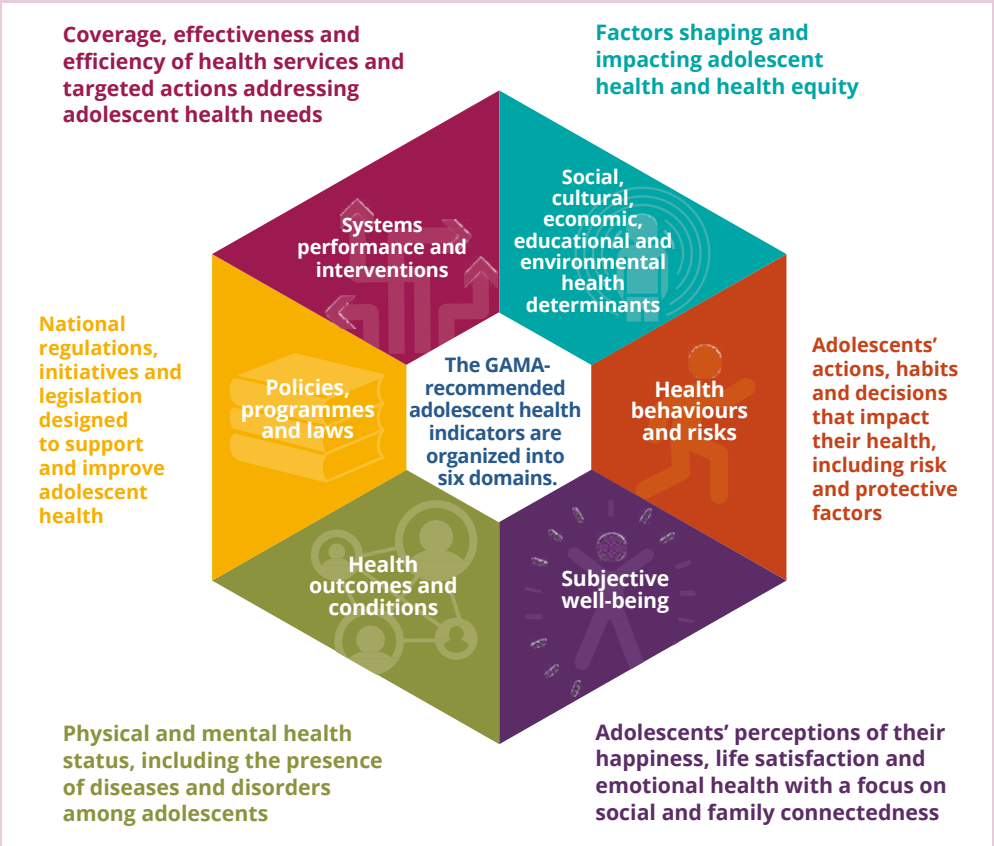 Coverage, effectiveness and
efficiency of health services and
targeted actions addressing
adolescent health needs
Factors shaping and
impacting adolescent
health and health equity
Systems
performance and
interventions
Social,
cultural,
economic,
educational and
environmental
health
determinants
National
regulations,
initiatives and
legislation
designed
to support
and improve
adolescent
health
Policies,
programmes
and laws
The GAMA-
recommended
adolescent health
indicators are
organized into
six domains.
Health
behaviours
and risks
Adolescents’
actions, habits
and decisions
that impact
their health,
including risk
and protective
factors
Health
outcomes and
conditions
Subjective
well-being
Physical and mental health
status, including the presence
of diseases and disorders
among adolescents
Adolescents’ perceptions of their
happiness, life satisfaction and
emotional health with a focus on
social and family connectedness